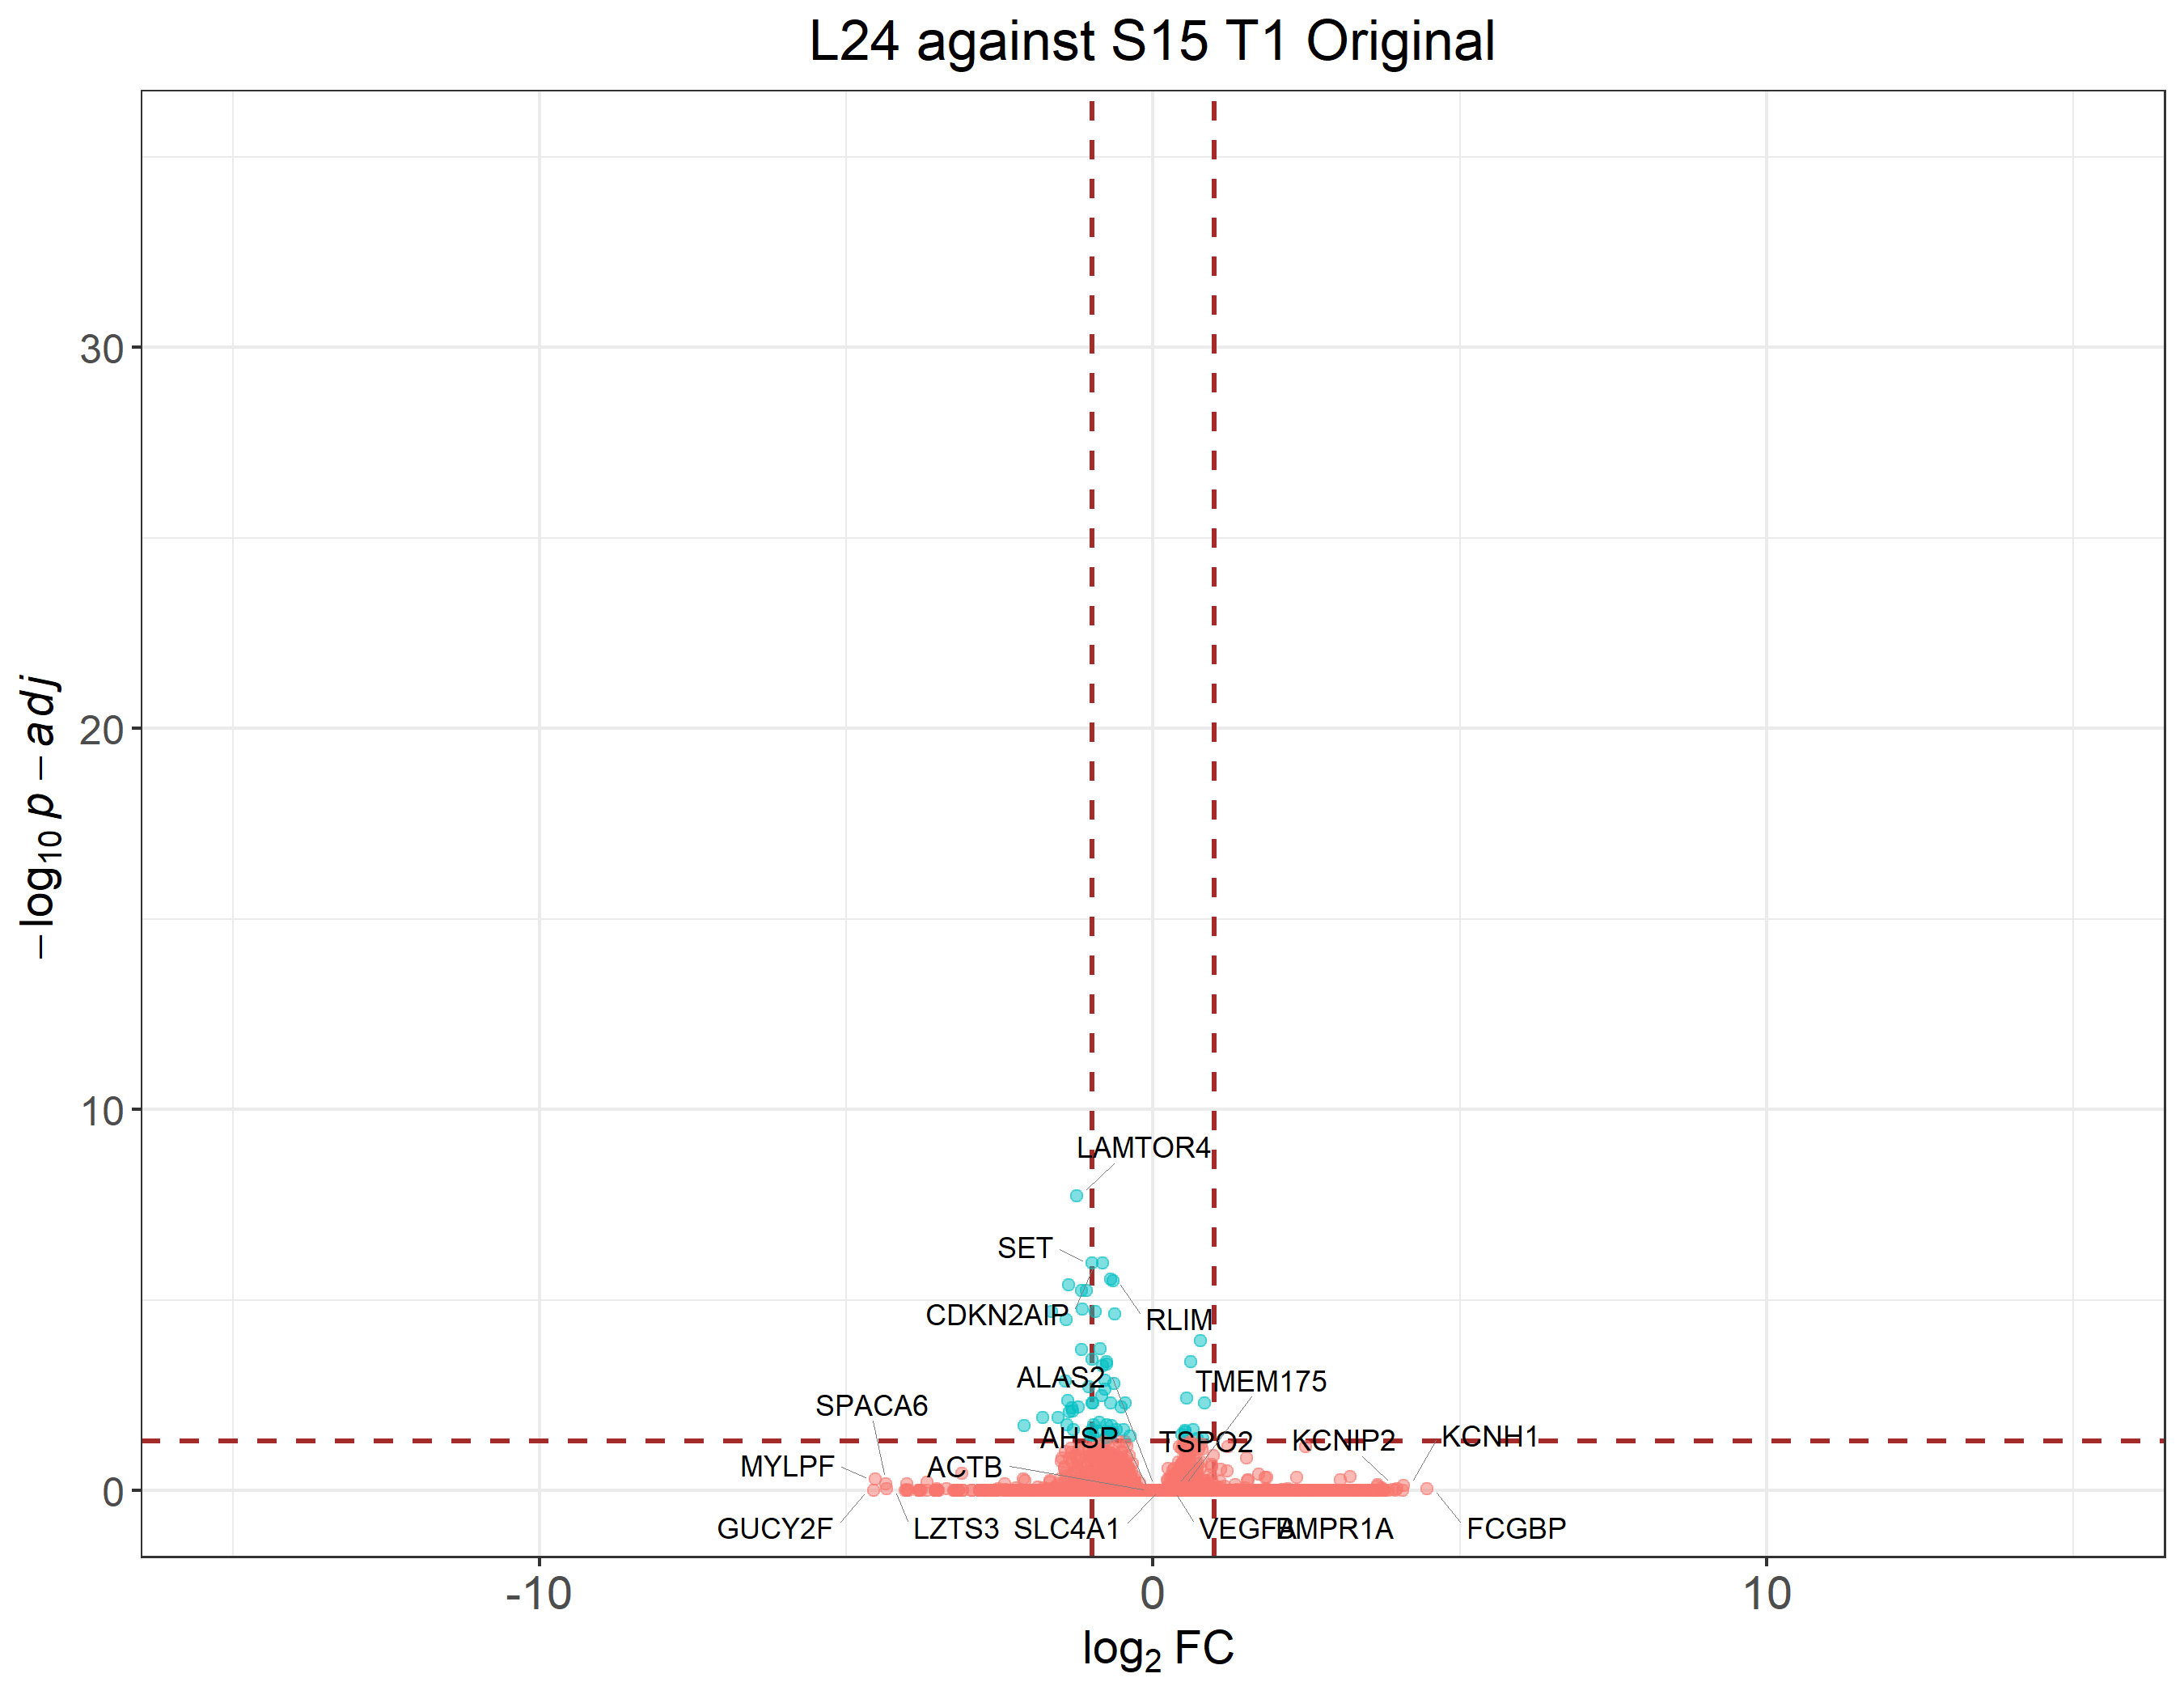 L24 against S15 T1 Original
−log10 p − adj
30
20
10
0
LAMTOR4
SET
CDKN2AIP
RLIM
ALAS2
TMEM175
SPACA6
AHSP
TSPO2
KCNIP2
KCNH1
MYLPF
ACTB
GUCY2F
LZTS3
SLC4A1
VEGFA
BMPR1A
FCGBP
-10
0
10
log2 FC